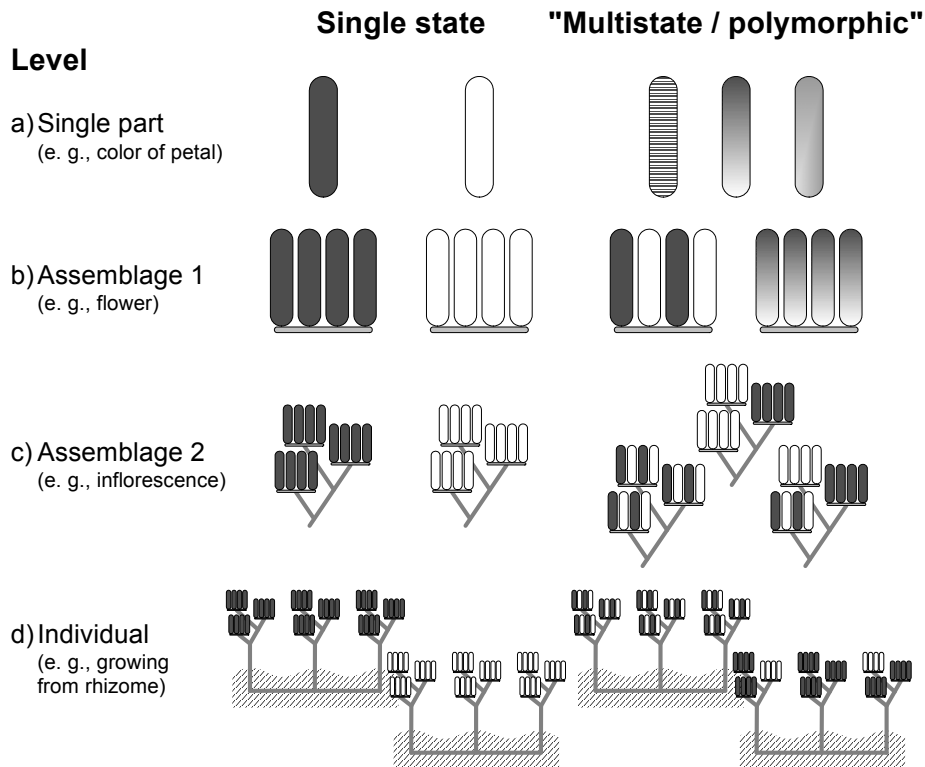 Single state
"Multistate / polymorphic"
Level
a) Single part
(e. g., color of petal)
b) Assemblage 1
(e. g., flower)
c) Assemblage 2
(e. g., inflorescence)
d) Individual
(e. g., growing
from rhizome)